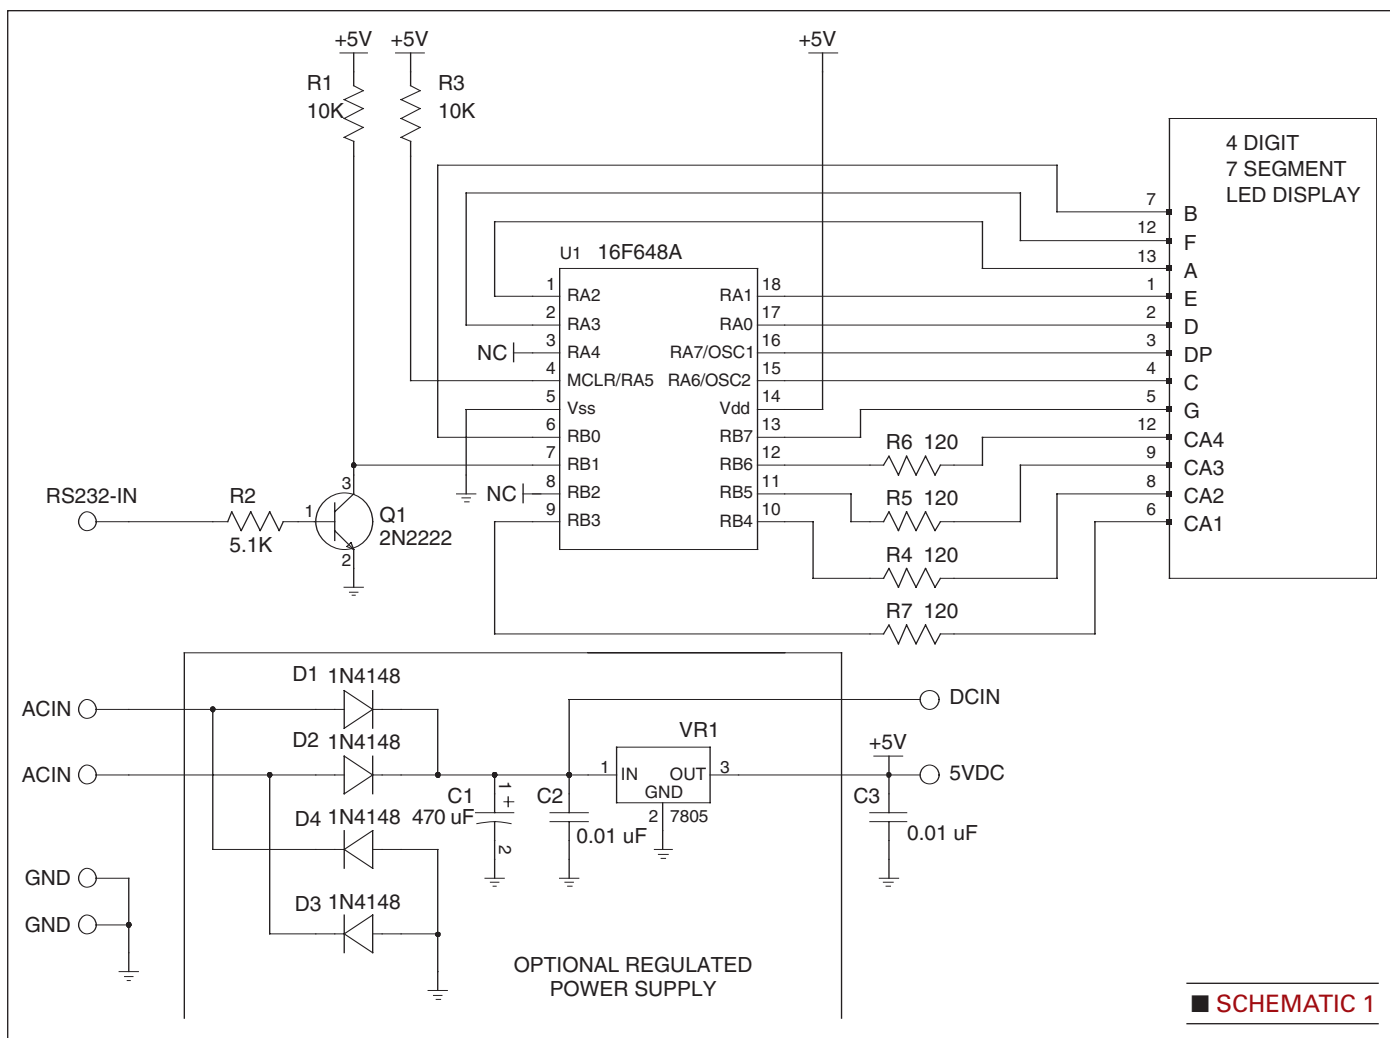 +5V
+5V
+5V
R1
10K
R3
10K
4 DIGIT
7 SEGMENT
LED DISPLAY
7
B
12
F
13
A
1
E
2
D
3
DP
4
C
5
G
12
CA4
9
CA3
8
CA2
6
CA1
U1 16F648A
1
RA2
2
RA3
NC
3
RA4
4
MCLR/RA5
5
Vss
6
RB0
7
RB1
NC
8
RB2
9
RB3
RA1
18
RA0
17
RA7/OSC1
16
RA6/OSC2
15
Vdd
14
RB7
13
RB6
12
RB5
11
RB4
10
R6 120
R5 120
R4 120
R7 120
RS232-IN
R2
5.1K
1
3
2
Q1
2N2222
ACIN
ACIN
GND
GND
D1 1N4148
D2 1N4148
D4 1N4148
D3 1N4148
C1
470 uF
1 +
2
C2
0.01 uF
VR1
1
IN
OUT
3
GND
2
7805
DCIN
+5V
5VDC
C3
0.01 uF
OPTIONAL REGULATED
POWER SUPPLY
■ SCHEMATIC 1